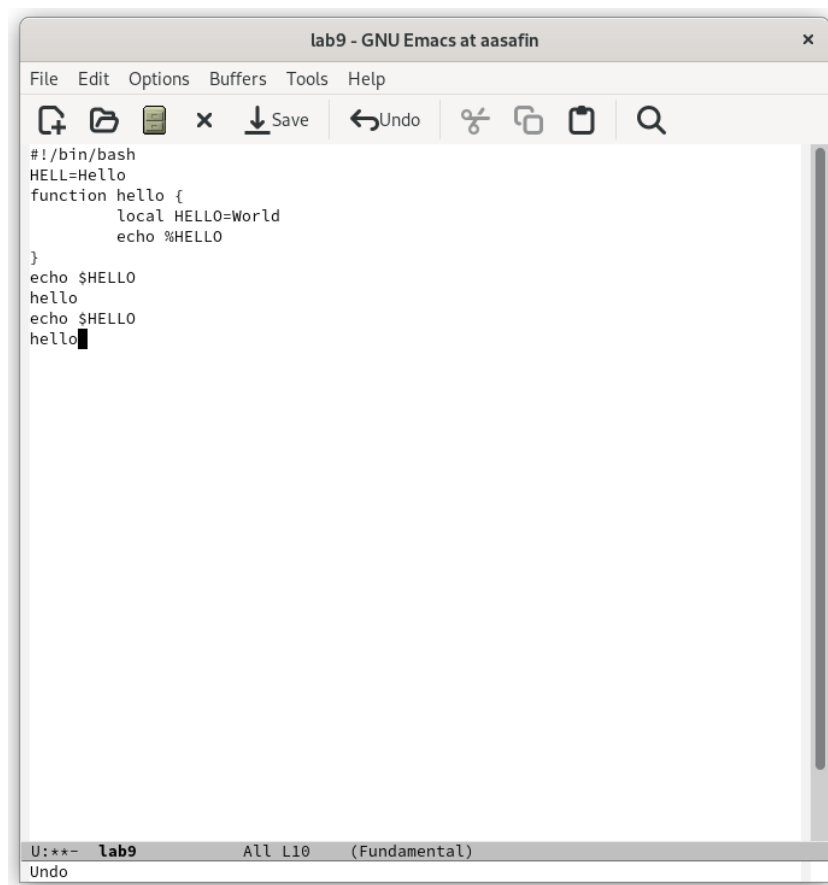 lab9 - GNU Emacs at aasafin
File Edit Options Buffers Tools Help
Save Undo
#!/bin/bash
HELL=Hello
function hello {
local HELLO=World
echo %HELLO
}
echo $HELLO
hello
echo $HELLO
hello
U:**- lab9 All L10 (Fundamental)
Undo